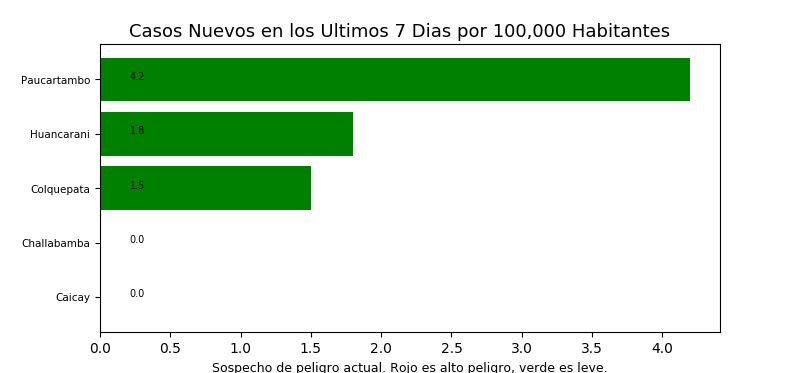 Casos Nuevos en los Ultimos 7 Dias por 100,000 Habitantes
Paucartambo 4.2
Huancarani 1.8
Colquepata 1.5
Challabamba 0.0
Caicay 0.0
0.0 0.5 1.0 1.5 2.0 2.5 3.0 3.5 4.0
Sospecho de peligro actual. Rojo es alto peligro, verde es leve.